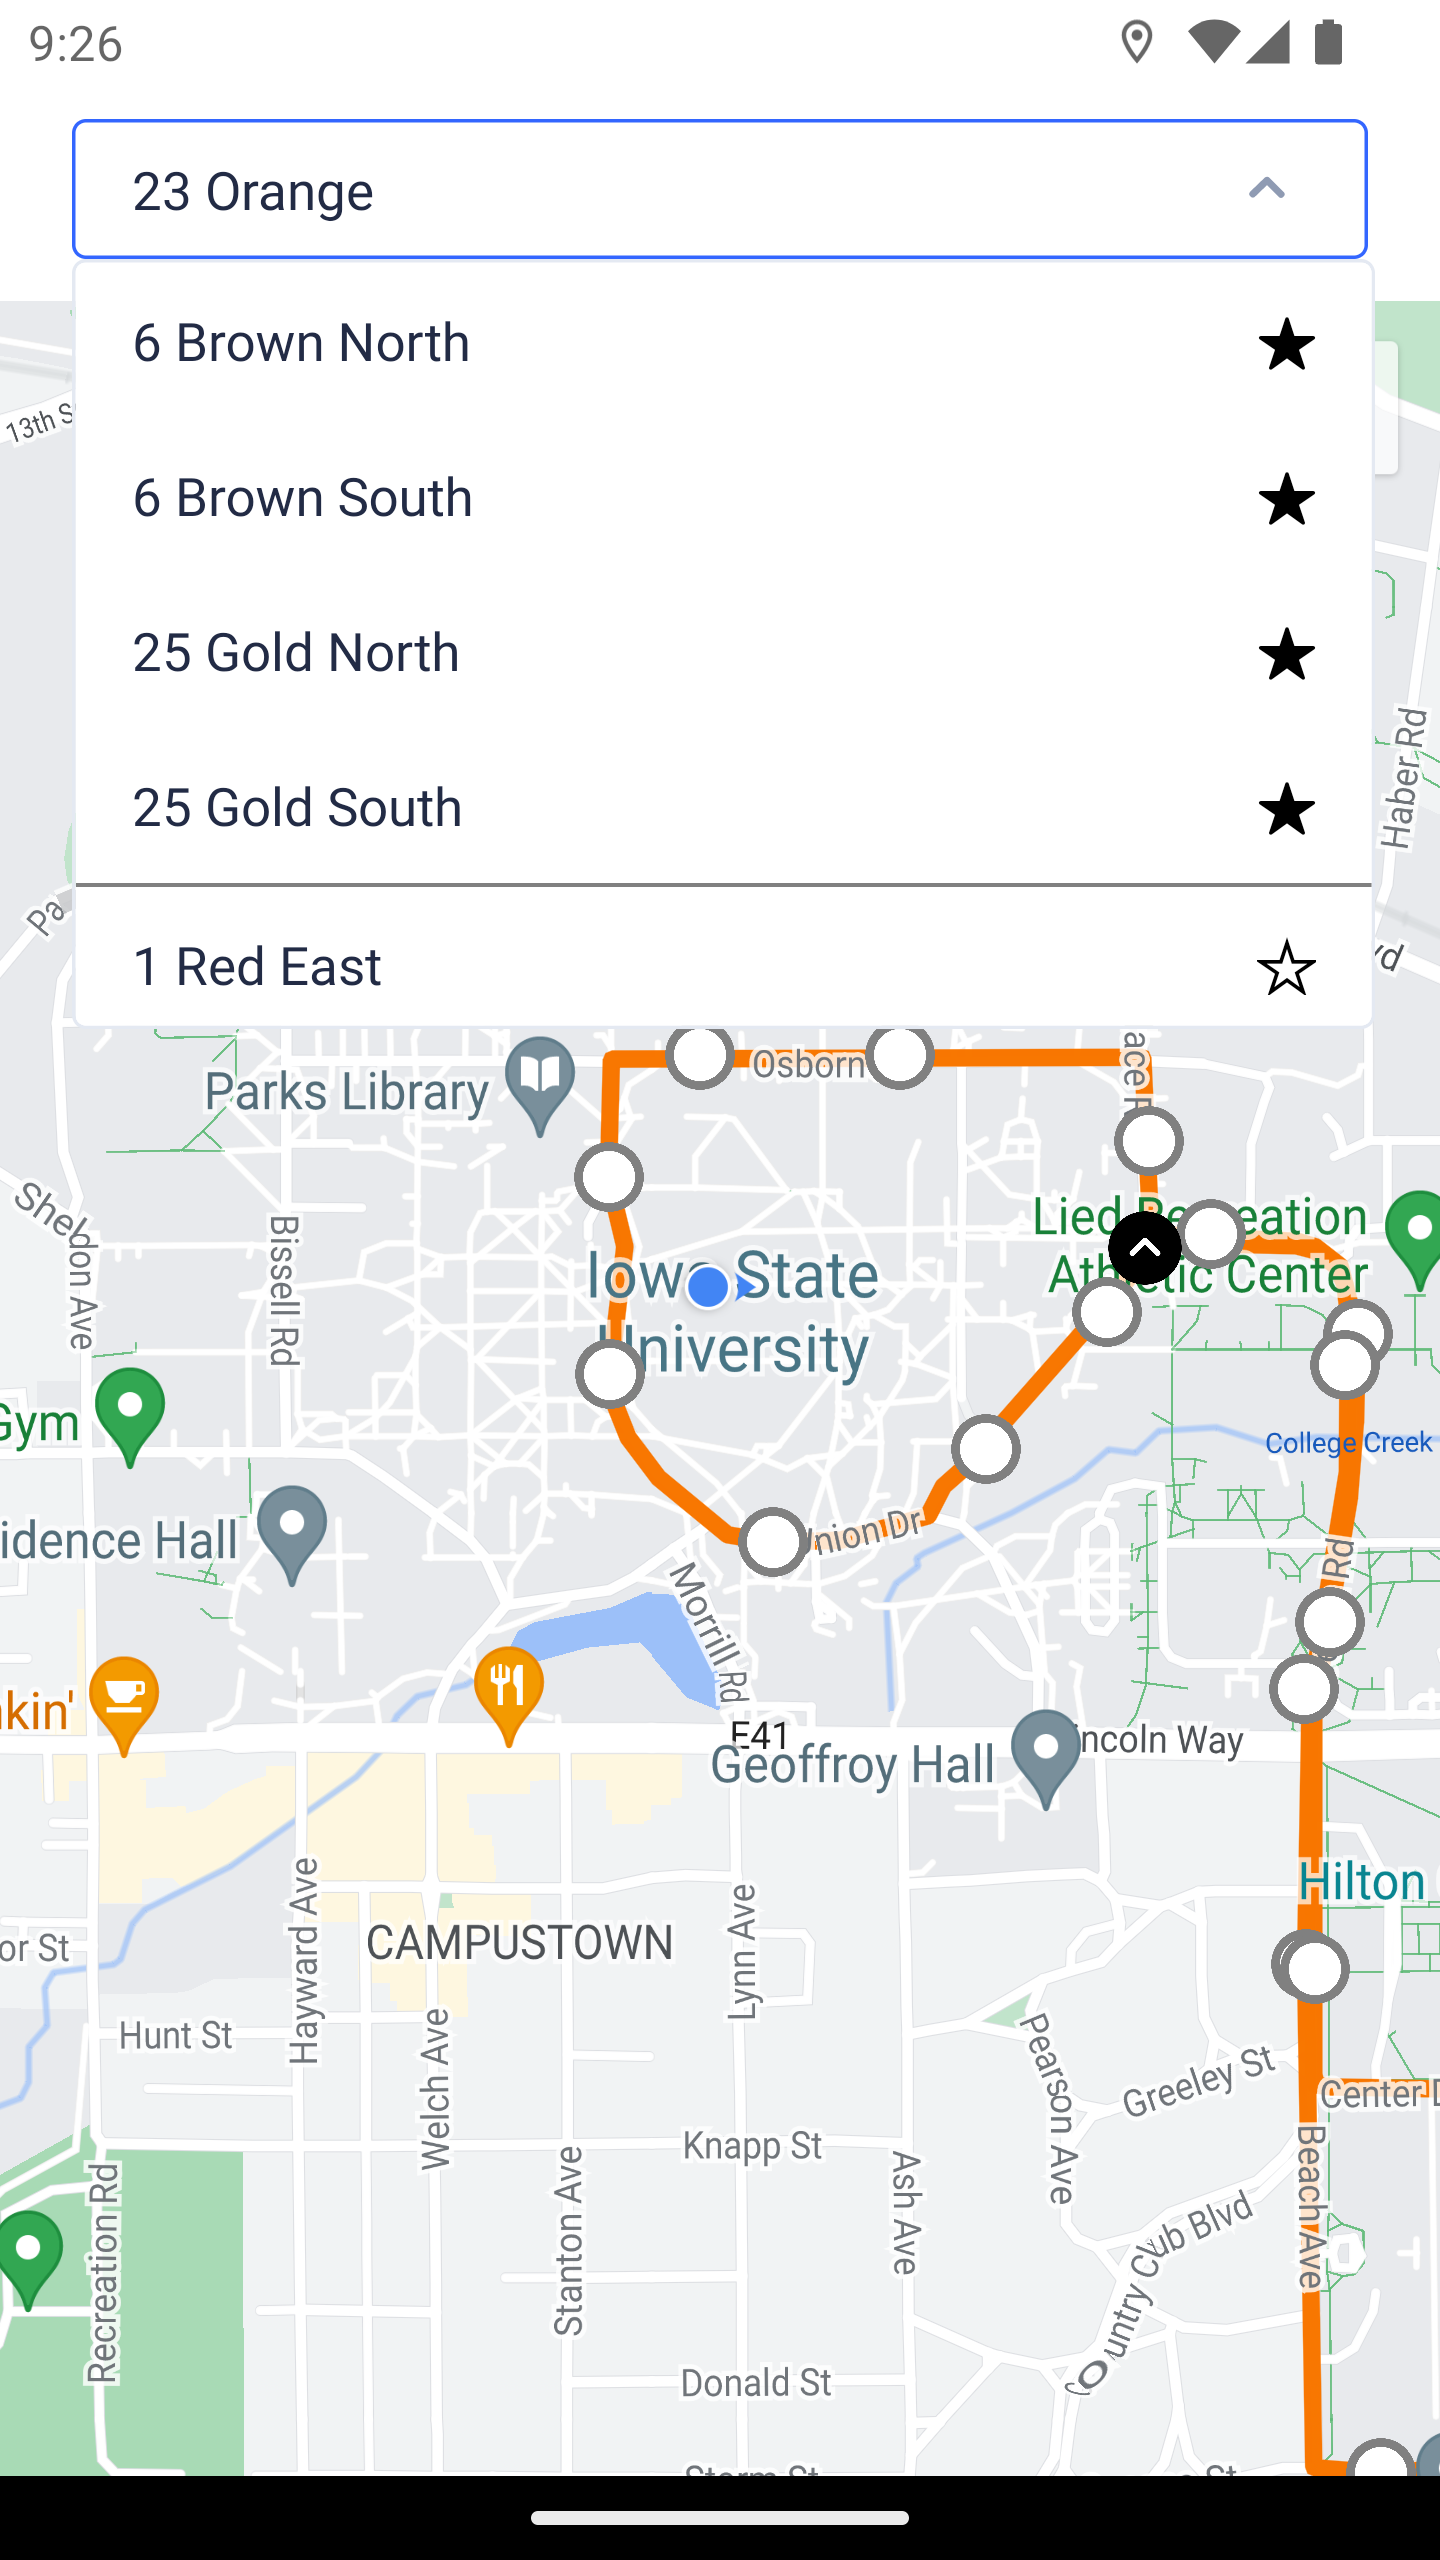 9:26
23 Orange
6 Brown North
6 Brown South
25 Gold North
25 Gold South
1 Red East
13th S
Haber Rd
Pa
Osborn
Parks Library
Sheldon Ave
Bissell Rd
Lied Recreation
Athletic Center
Iowa State
University
Gym
College Creek
idence Hall
Union Dr
Rd
Morrill Rd
kin'
E41
incoln Way
Geoffroy Hall
Hilton
Hayward Ave
Lynn Ave
CAMPUSTOWN
or St
Hunt St
Welch Ave
Pearson Ave
Greeley St
Center D
Knapp St
Stanton Ave
Ash Ave
Beach Ave
Recreation Rd
Country Club Blvd
Donald St
Storm St
St